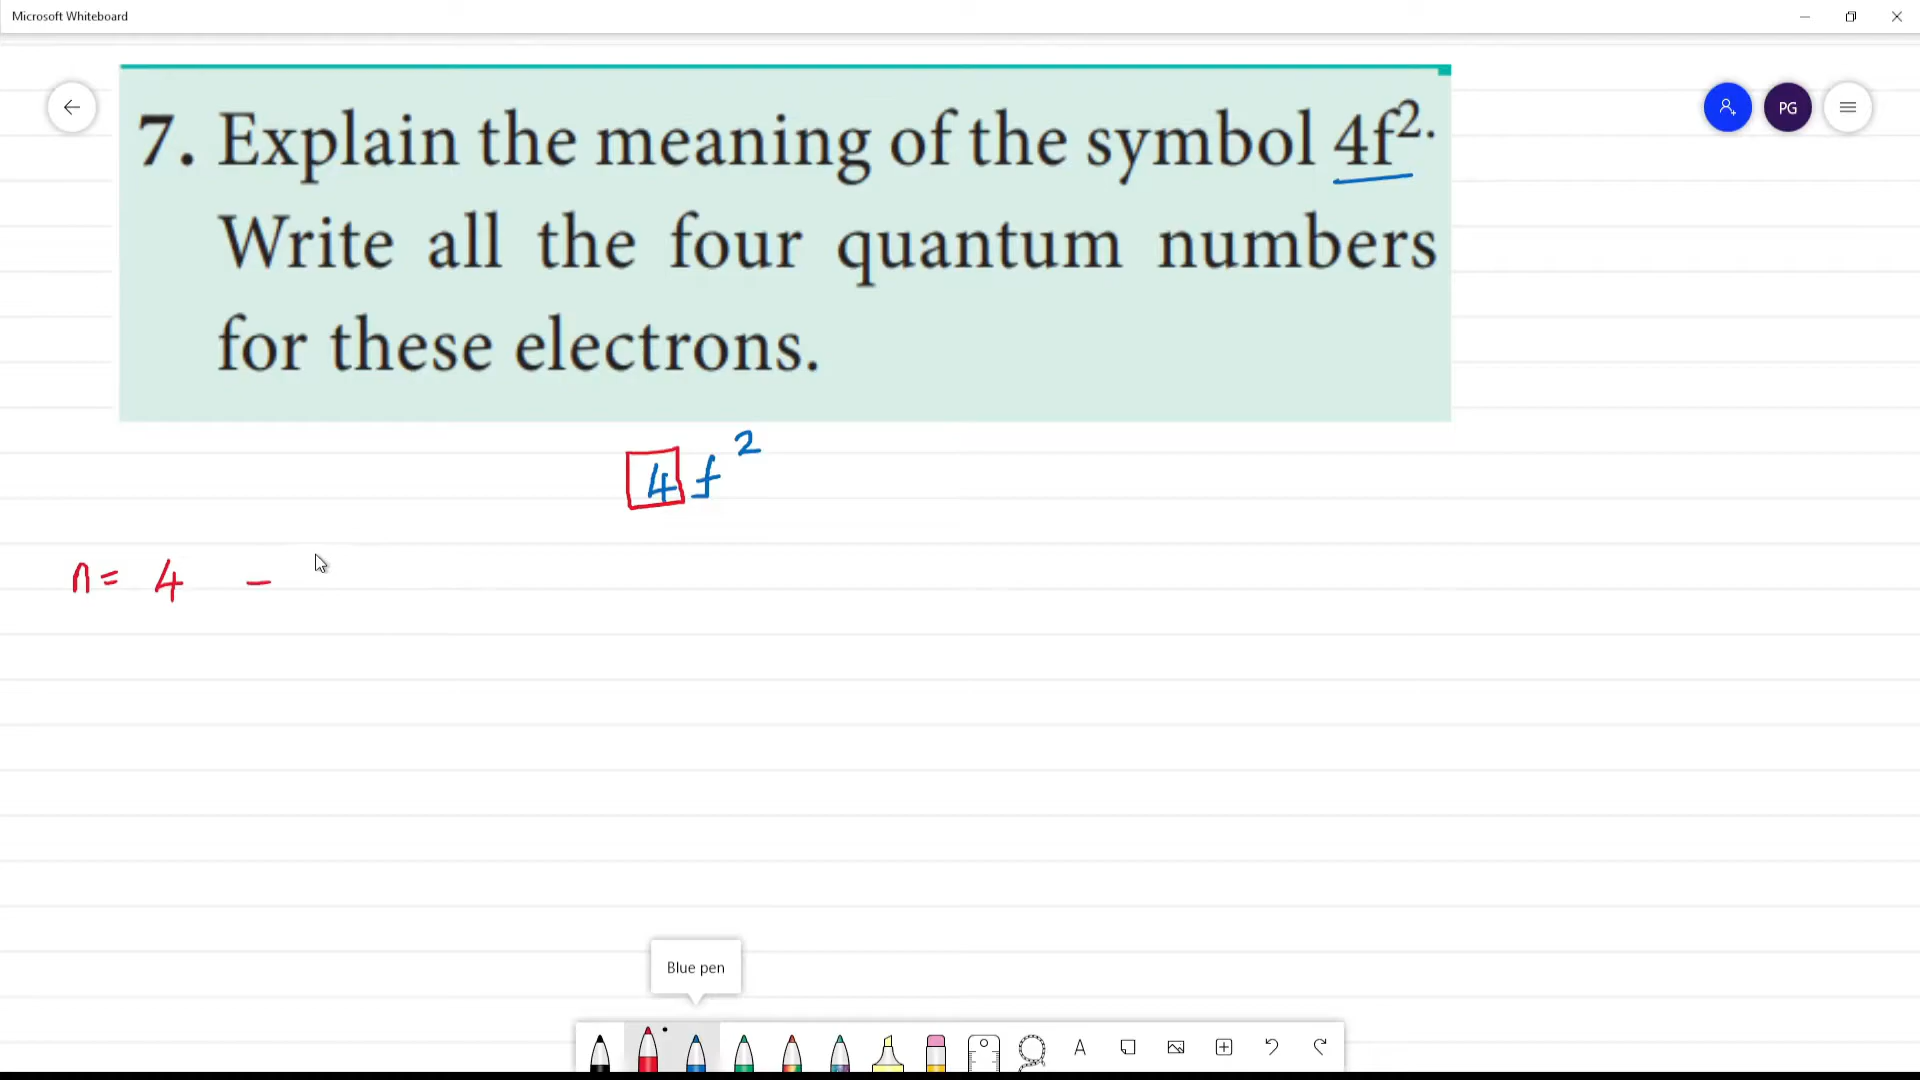 Microsoft Whiteboard
7. Explain the meaning of the symbol 4f².
Write all the four quantum numbers
for these electrons.
PG
4f²
n = 4 –
Blue pen
A